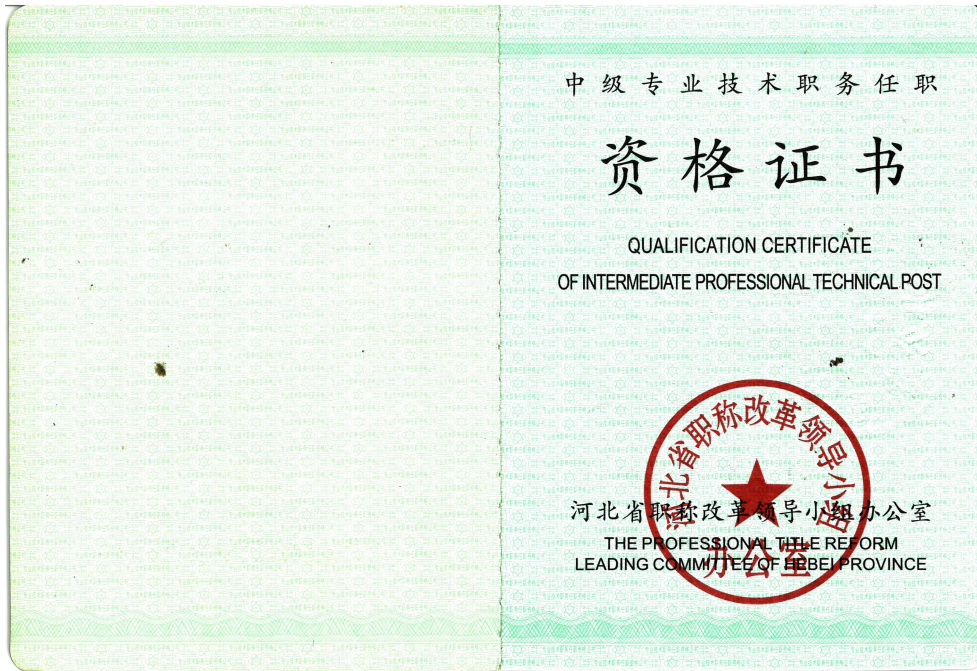 中级专业技术职务任职
资格证书
QUALIFICATION CERTIFICATE
OF INTERMEDIATE PROFESSIONAL TECHNICAL POST
河北省职称改革领导小组
办公室
河北省职称改革领导小组办公室
THE PROFESSIONAL TITLE REFORM
LEADING COMMITTEE OF HEBEI PROVINCE